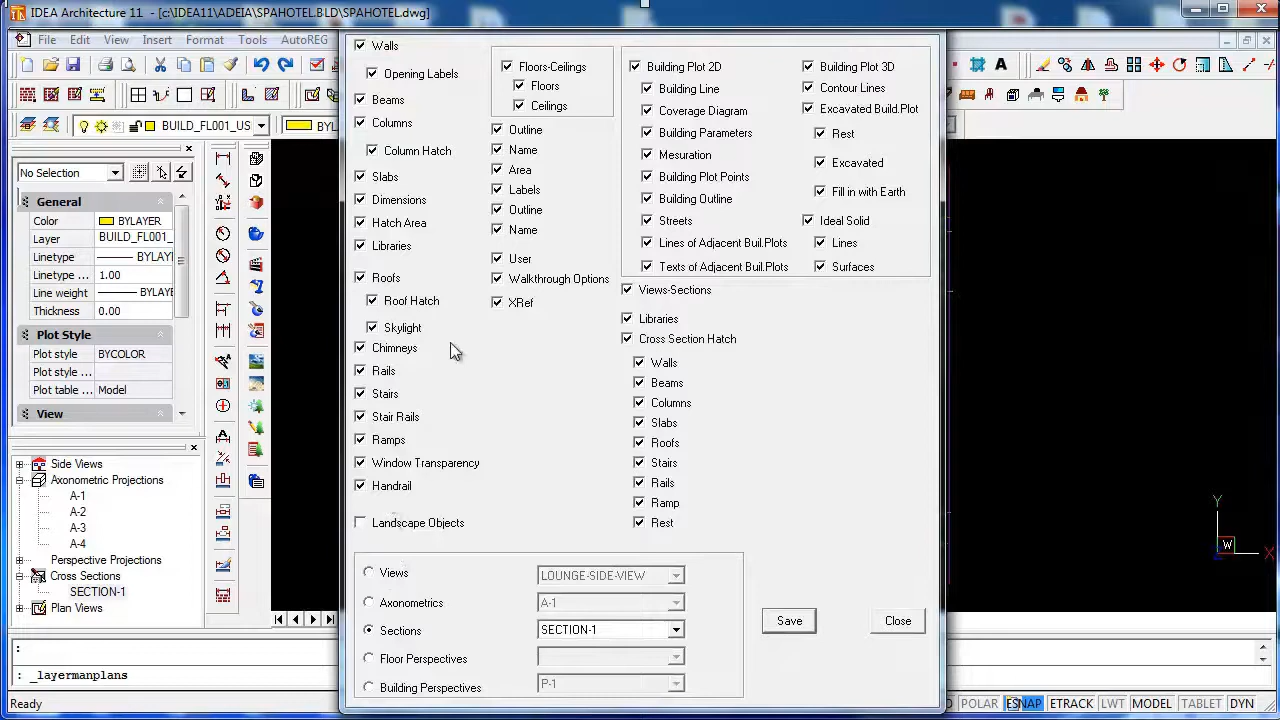 IDEA Architecture 11 - [c:\IDEA11\ADEIA\SPAHOTEL.BLD\SPAHOTEL.dwg]
File Edit View Insert Format Tools AutoREG
BUILD_FL001_US
BYL
No Selection
General
Color BYLAYER
Layer BUILD_FL001_
Linetype BYLAY
Linetype ... 1.00
Line weight BYLAYE
Thickness 0.00
Plot Style
Plot style BYCOLOR
Plot style ...
Plot table ... Model
View
Side Views
Axonometric Projections
A-1
A-2
A-3
A-4
Perspective Projections
Cross Sections
SECTION-1
Plan Views
Walls
Opening Labels
Beams
Columns
Column Hatch
Slabs
Dimensions
Hatch Area
Libraries
Roofs
Roof Hatch
Skylight
Chimneys
Rails
Stairs
Stair Rails
Ramps
Window Transparency
Handrail
Landscape Objects
Floors-Ceilings
Floors
Ceilings
Outline
Name
Area
Labels
Outline
Name
User
Walkthrough Options
XRef
Building Plot 2D
Building Line
Coverage Diagram
Building Parameters
Mesuration
Building Plot Points
Building Outline
Streets
Lines of Adjacent Buil.Plots
Texts of Adjacent Buil.Plots
Building Plot 3D
Contour Lines
Excavated Build.Plot
Rest
Excavated
Fill in with Earth
Ideal Solid
Lines
Surfaces
Views-Sections
Libraries
Cross Section Hatch
Walls
Beams
Columns
Slabs
Roofs
Stairs
Rails
Ramp
Rest
Views LOUNGE-SIDE-VIEW
Axonometrics A-1
Sections SECTION-1
Floor Perspectives
Building Perspectives P-1
Save Close
Y
W
X
:
: _layermanplans
Ready
POLAR ESNAP ETRACK LWT MODEL TABLET DYN